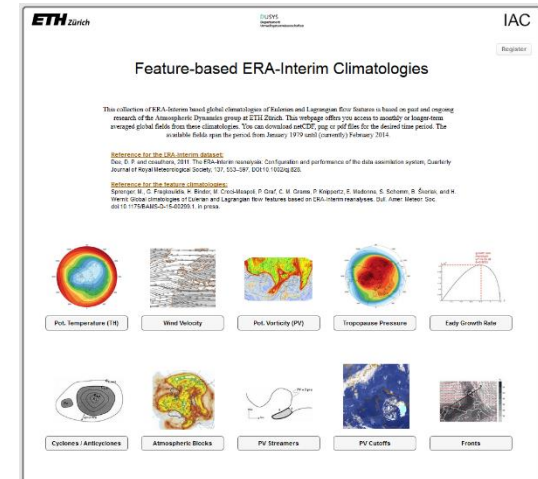 ETH zürich
IAC
Register
Feature-based ERA-Interim Climatologies
This collection of ERA-Interim based global climatologies of Eulerian and Lagrangian flow features is based on past and ongoing
research of the Atmospheric Dynamics group at ETH Zürich. This webpage offers you access to monthly or longer-term
averaged global fields from these climatologies. You can download netCDF, png or pdf files for the desired time period. The
available fields span the period from January 1979 until (currently) February 2014.
Reference for the ERA-Interim dataset:
Dee, D. P. and coauthors, 2011. The ERA-Interim reanalysis: Configuration and performance of the data assimilation system, Quarterly
Journal of Royal Meteorological Society, 137, 553–597, DOI:10.1002/qj.828.
Reference for the feature climatologies:
Sprenger, M., G. Fragkoulidis, H. Binder, M. Croci-Maspoli, P. Graf, C. M. Grams, P. Knippertz, E. Madonna, S. Schemm, B. Škerlak, and H.
Wernli: Global climatologies of Eulerian and Lagrangian flow features based on ERA-Interim reanalyses. Bull. Amer. Meteor. Soc.
doi:10.1175/BAMS-D-15-00299.1, in press.
Pot. Temperature (TH)
Wind Velocity
Pot. Vorticity (PV)
Tropopause Pressure
Eady Growth Rate
Cyclones / Anticyclones
Atmospheric Blocks
PV Streamers
PV Cutoffs
Fronts